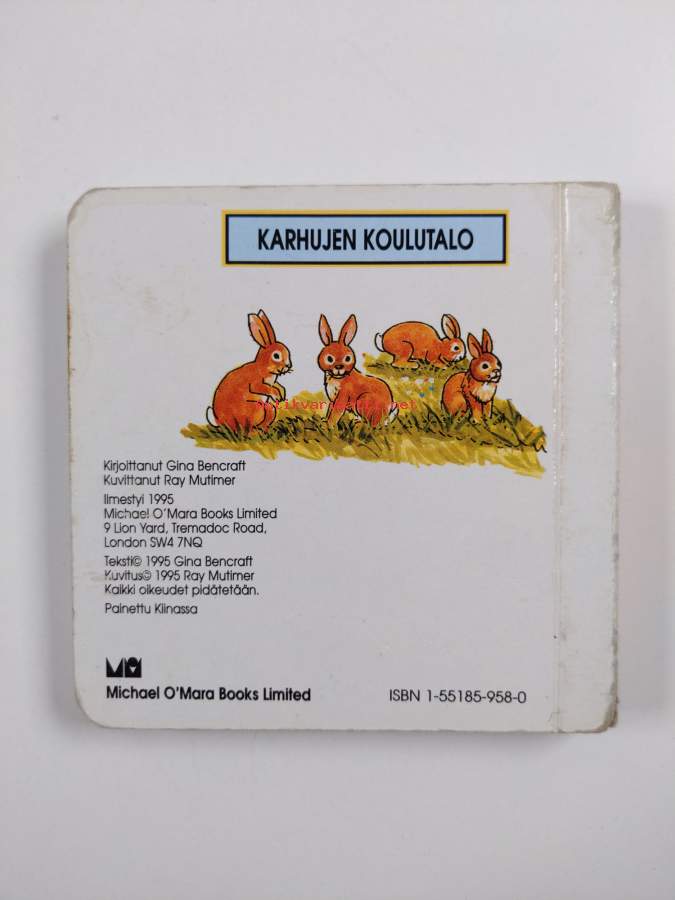 KARHUJEN KOULUTALO
antikvariaatti.net
Kirjoittanut Gina Bencraft
Kuvittanut Ray Mutimer
Ilmestyi 1995
Michael O'Mara Books Limited
9 Lion Yard, Tremadoc Road,
London SW4 7NQ
Teksti© 1995 Gina Bencraft
Kuvitus© 1995 Ray Mutimer
Kaikki oikeudet pidätetään.
Painettu Kiinassa
Michael O'Mara Books Limited
ISBN 1-55185-958-0